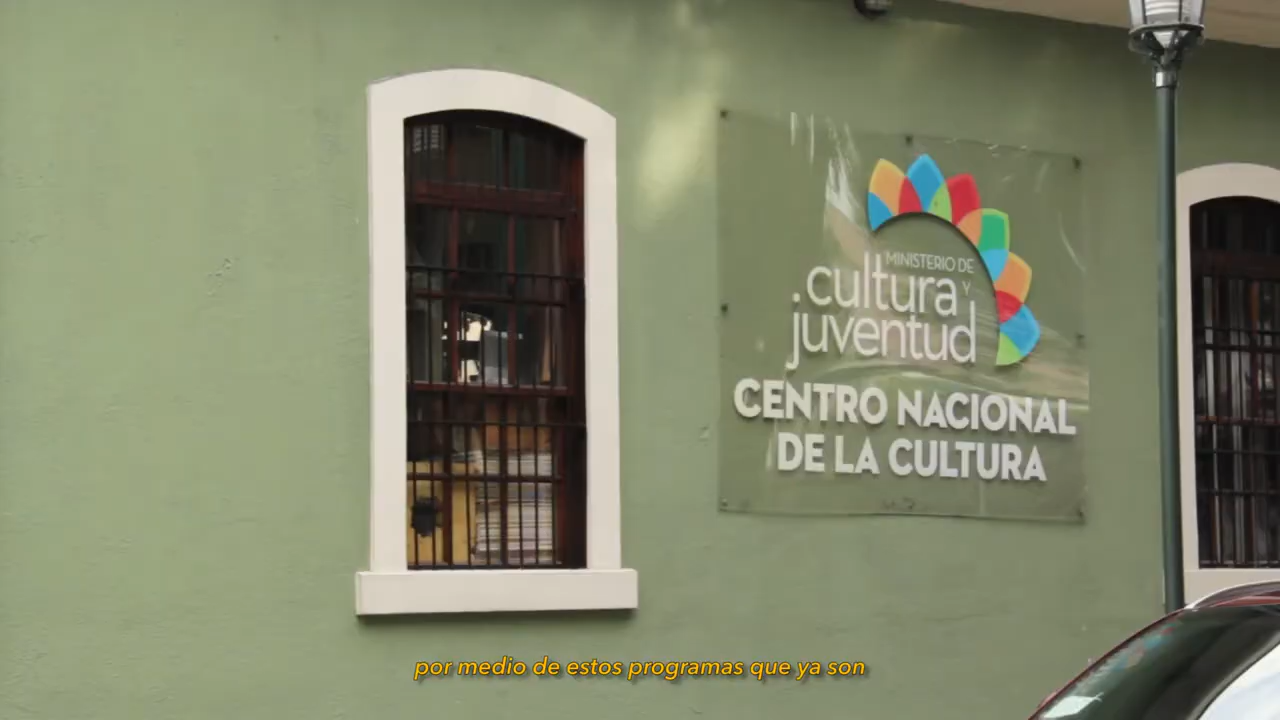 MINISTERIO DE
cultura y
juventud
CENTRO NACIONAL
DE LA CULTURA
por medio de estos programas que ya son